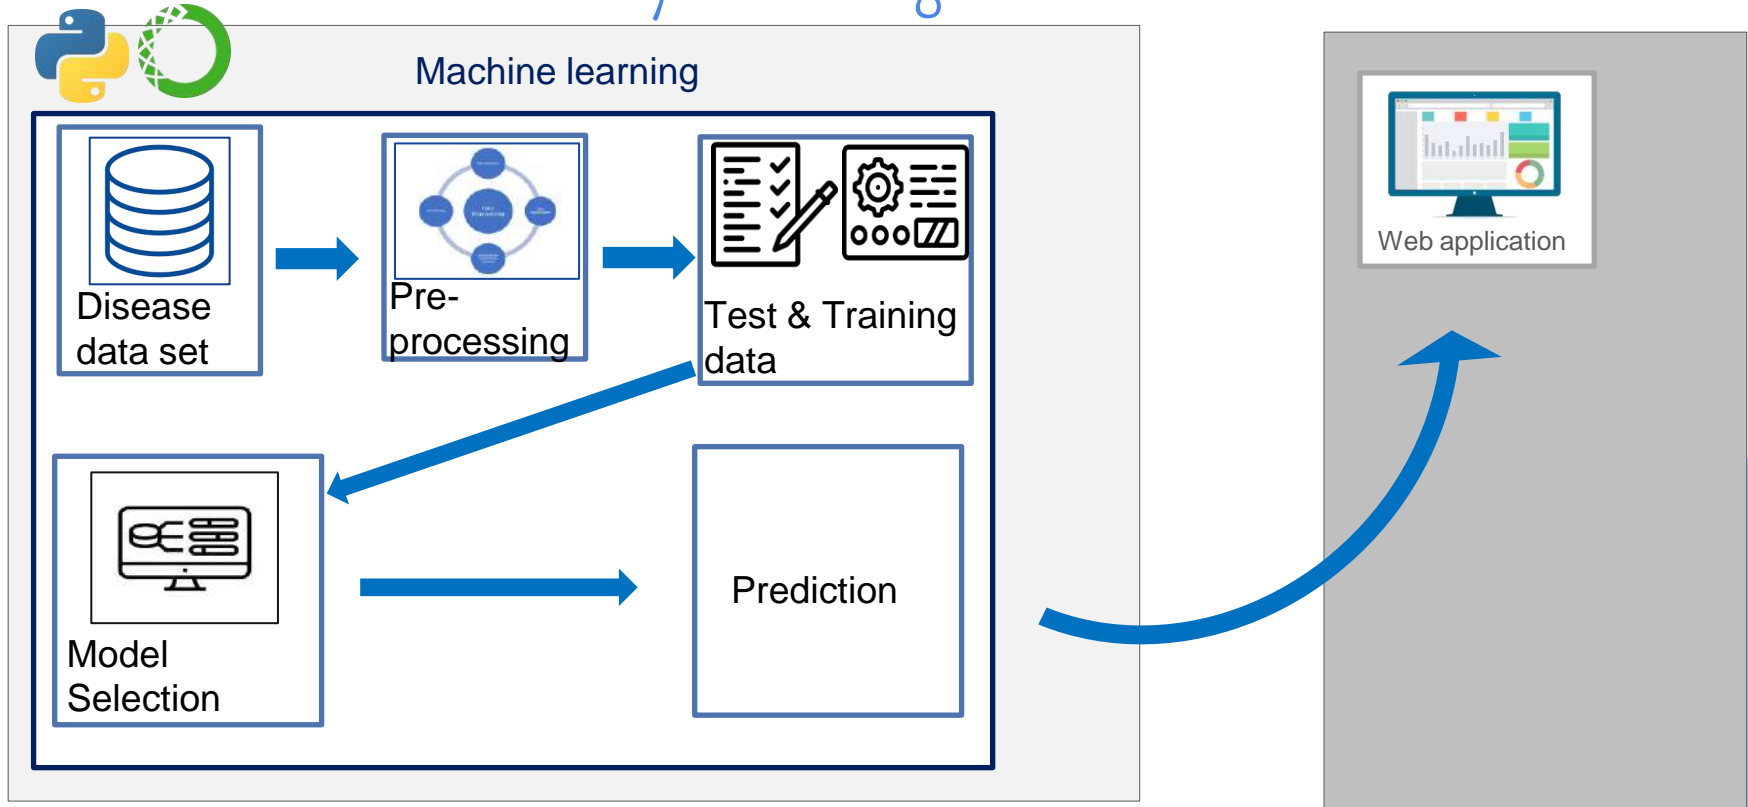 Machine learning
Disease
data set
Pre-
processing
Test & Training
data
Model
Selection
Prediction
Web application